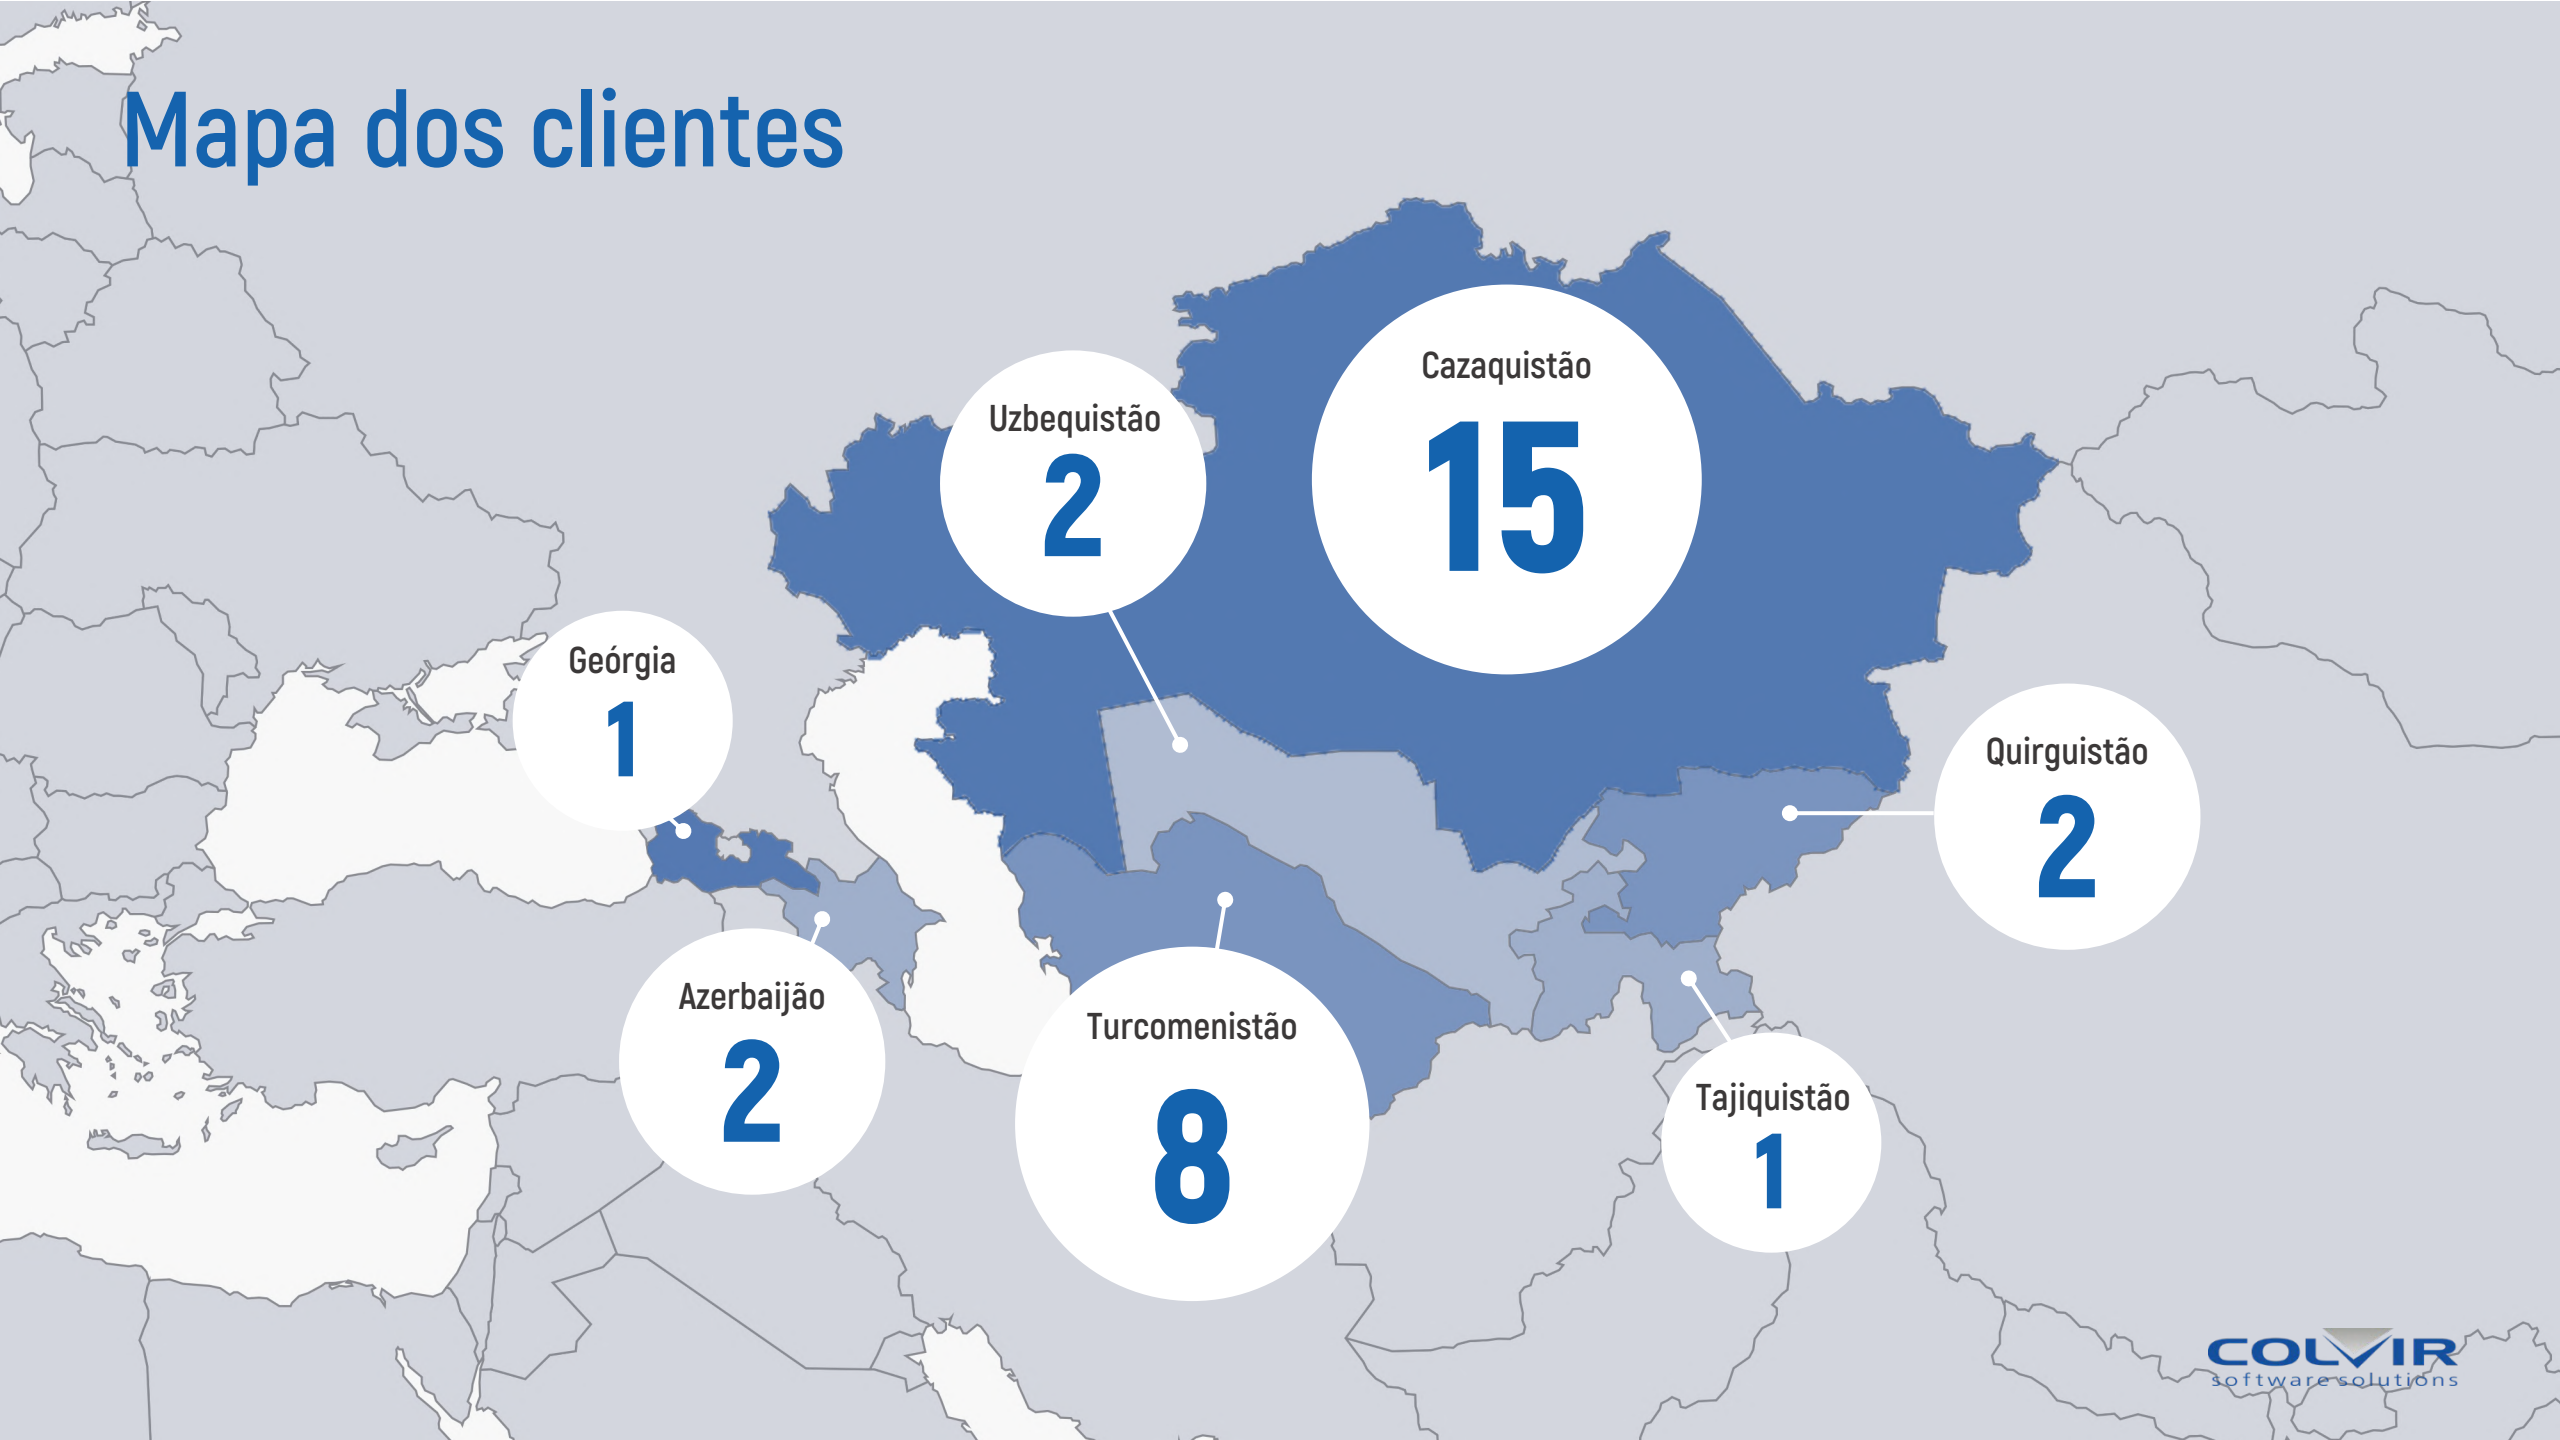 Mapa dos clientes
Cazaquistão
15
Uzbequistão
2
Geórgia
1
Quirguistão
2
Azerbaijão
2
Turcomenistão
8
Tajiquistão
1
COLVIR
software solutions